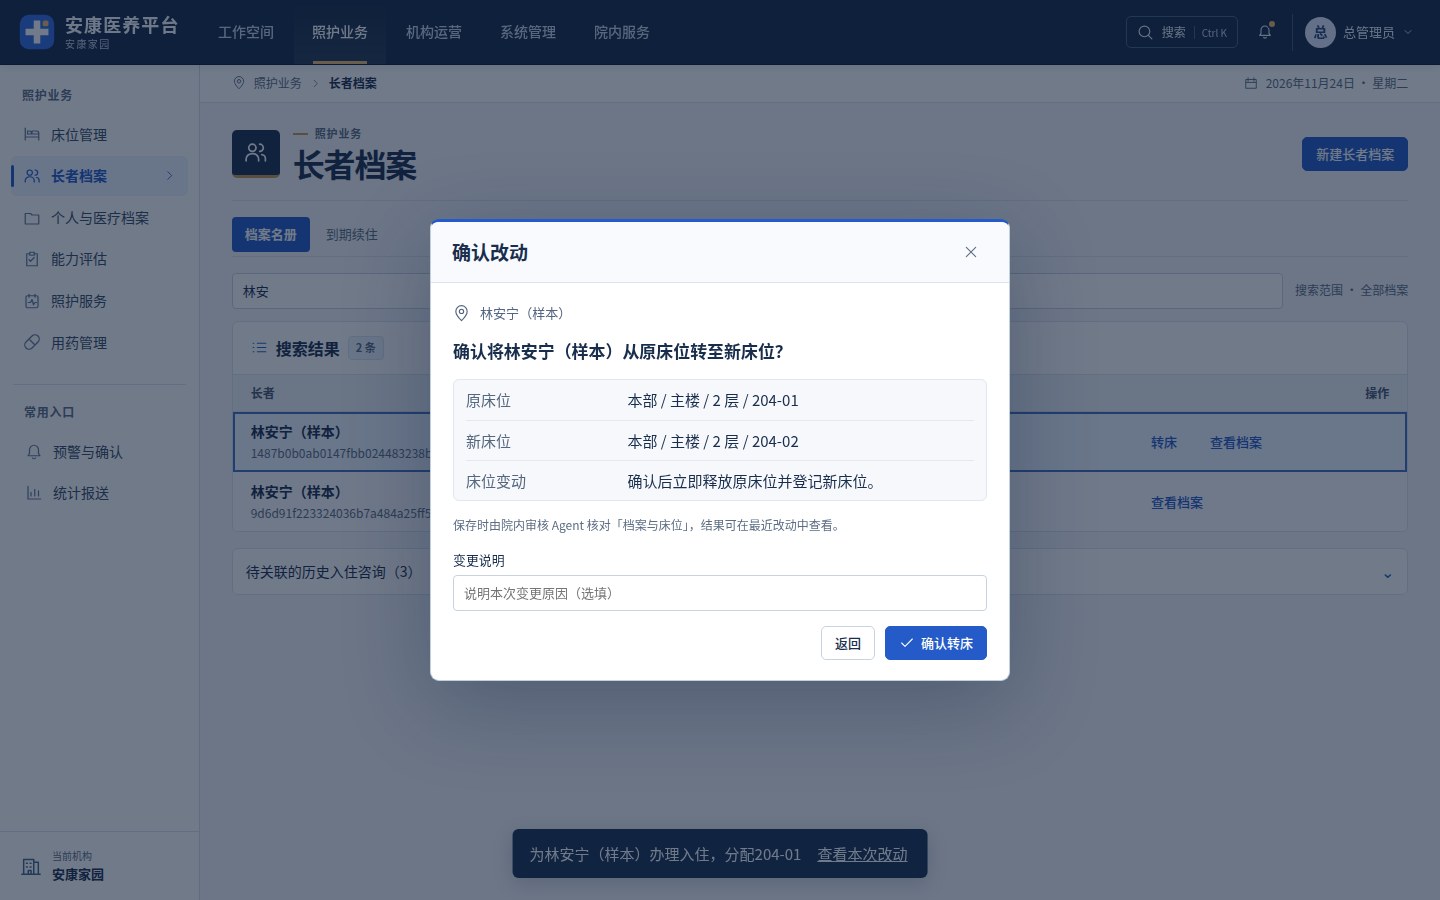 安康医养平台
安康家园
工作空间
照护业务
机构运营
系统管理
院内服务
搜索
Ctrl K
总
总管理员
照护业务
床位管理
长者档案
个人与医疗档案
能力评估
照护服务
用药管理
常用入口
预警与确认
统计报送
当前机构
安康家园
照护业务 > 长者档案
2026年11月24日 · 星期二
照护业务
长者档案
新建长者档案
档案名册
到期续住
林安
搜索范围 · 全部档案
搜索结果
2 条
长者
操作
林安宁（样本）
1487b0b0ab0147fbb024483238b
转床
查看档案
林安宁（样本）
9d6d91f223324036b7a484a25ff5
查看档案
待关联的历史入住咨询（3）
确认改动
林安宁（样本）
确认将林安宁（样本）从原床位转至新床位？
原床位
本部 / 主楼 / 2 层 / 204-01
新床位
本部 / 主楼 / 2 层 / 204-02
床位变动
确认后立即释放原床位并登记新床位。
保存时由院内审核 Agent 核对「档案与床位」，结果可在最近改动中查看。
变更说明
说明本次变更原因（选填）
返回
确认转床
为林安宁（样本）办理入住，分配204-01
查看本次改动